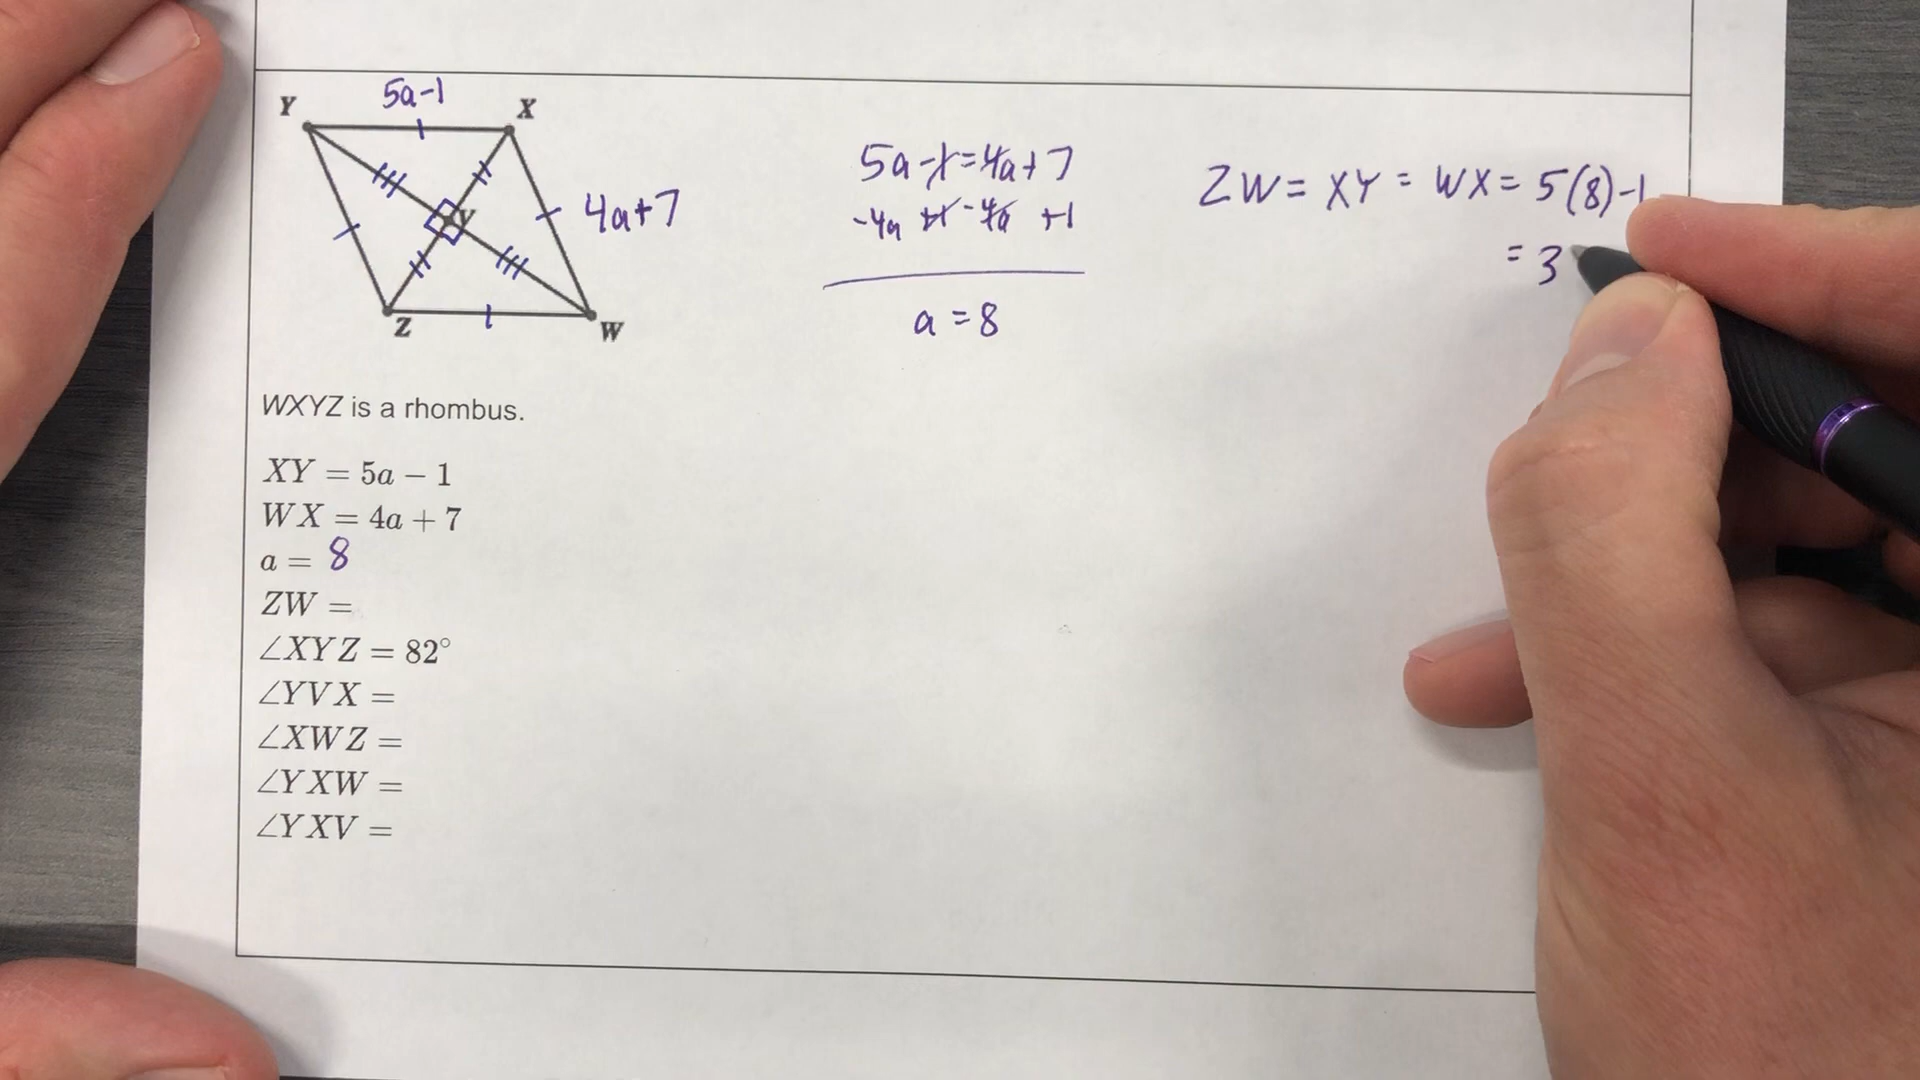 5a-1
Y
X
V
4a+7
Z
W
5a-1=4a+7
-4a +1 -4a +1
a = 8
ZW = XY = WX = 5(8)-1
= 3
WXYZ is a rhombus.
XY = 5a − 1
WX = 4a + 7
a = 8
ZW =
∠XYZ = 82°
∠YVX =
∠XWZ =
∠YXW =
∠YXV =